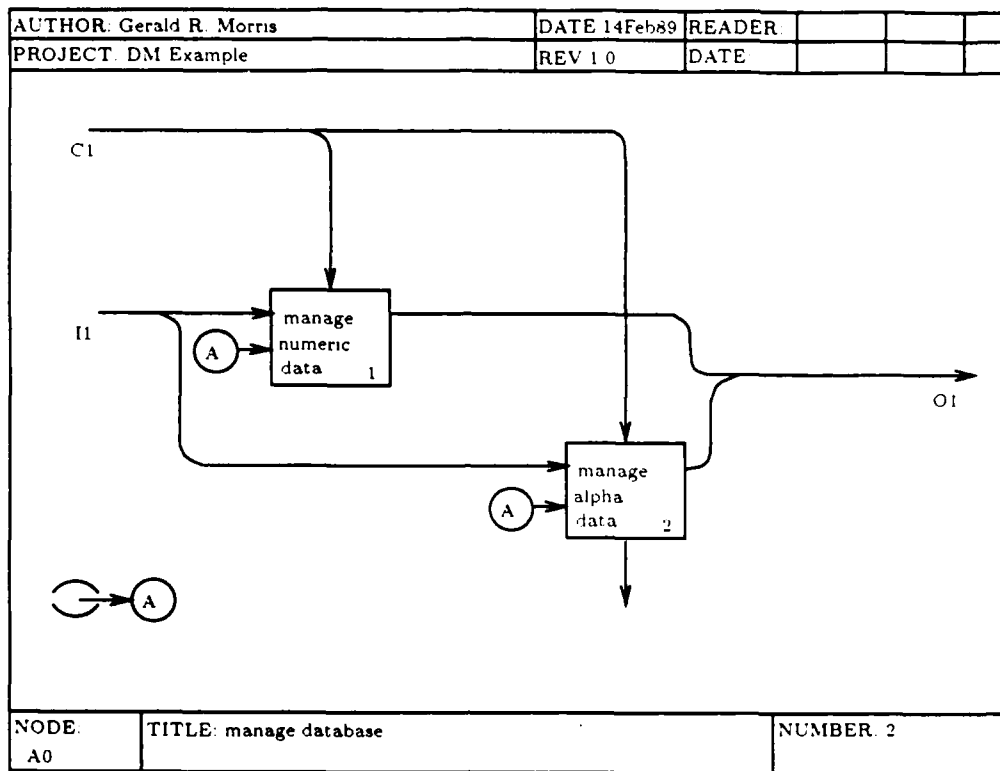 AUTHOR: Gerald R. Morris
DATE 14Feb89
READER:
PROJECT. DM Example
REV 1 0
DATE
C1
I1
manage
numeric
data 1
A
O1
manage
alpha
data 2
A
A
NODE:
A0
TITLE: manage database
NUMBER. 2